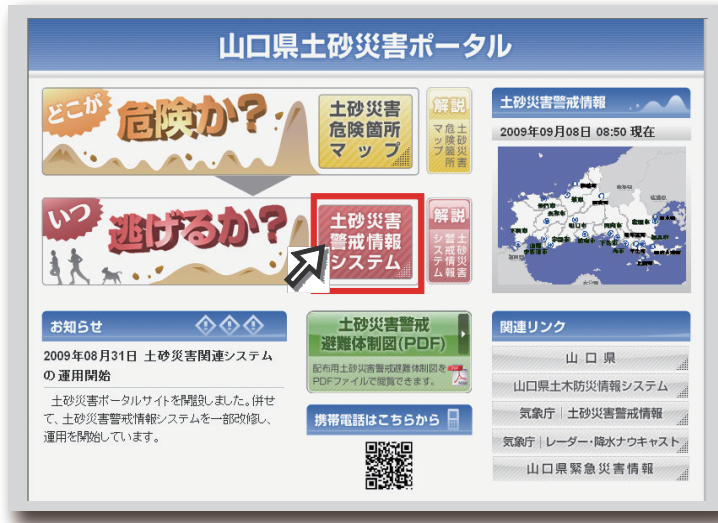 山口県土砂災害ポータル
どこが
危険か?
土砂災害
危険箇所
マップ
解説
土砂災害
危険箇所
マップ
いつ
逃げるか?
土砂災害
警戒情報
システム
解説
土砂災害
警戒情報
システム
土砂災害警戒情報
2009年09月08日 08:50 現在
お知らせ
2009年08月31日 土砂災害関連システム
の運用開始
土砂災害ポータルサイトを開設しました。併せ
て、土砂災害警戒情報システムを一部改修し、
運用を開始しています。
土砂災害警戒
避難体制図(PDF)
配布用土砂災害警戒避難体制図を
PDFファイルで閲覧できます。
携帯電話はこちらから
関連リンク
山口県
山口県土木防災情報システム
気象庁|土砂災害警戒情報
気象庁|レーダー・降水ナウキャスト
山口県緊急災害情報